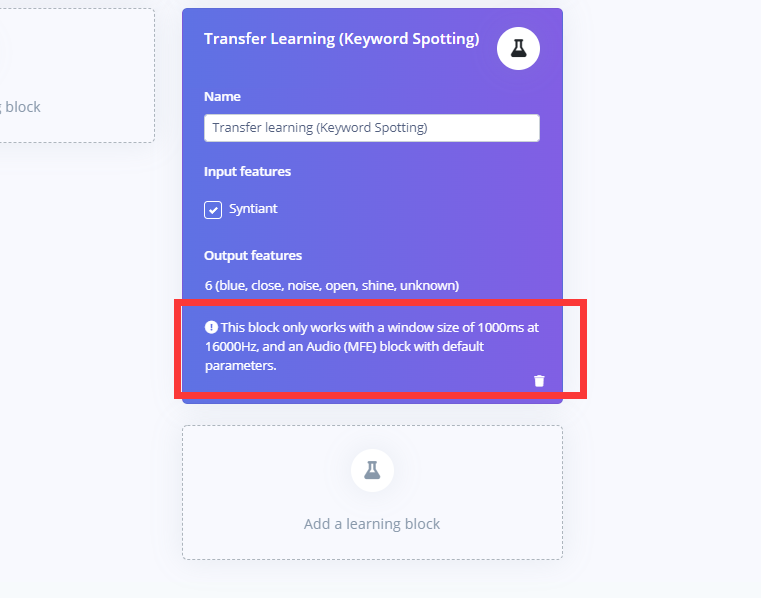 Transfer Learning (Keyword Spotting)
g block
Name
Transfer learning (Keyword Spotting)
Input features
Syntiant
Output features
6 (blue, close, noise, open, shine, unknown)
This block only works with a window size of 1000ms at
16000Hz, and an Audio (MFE) block with default
parameters.
Add a learning block